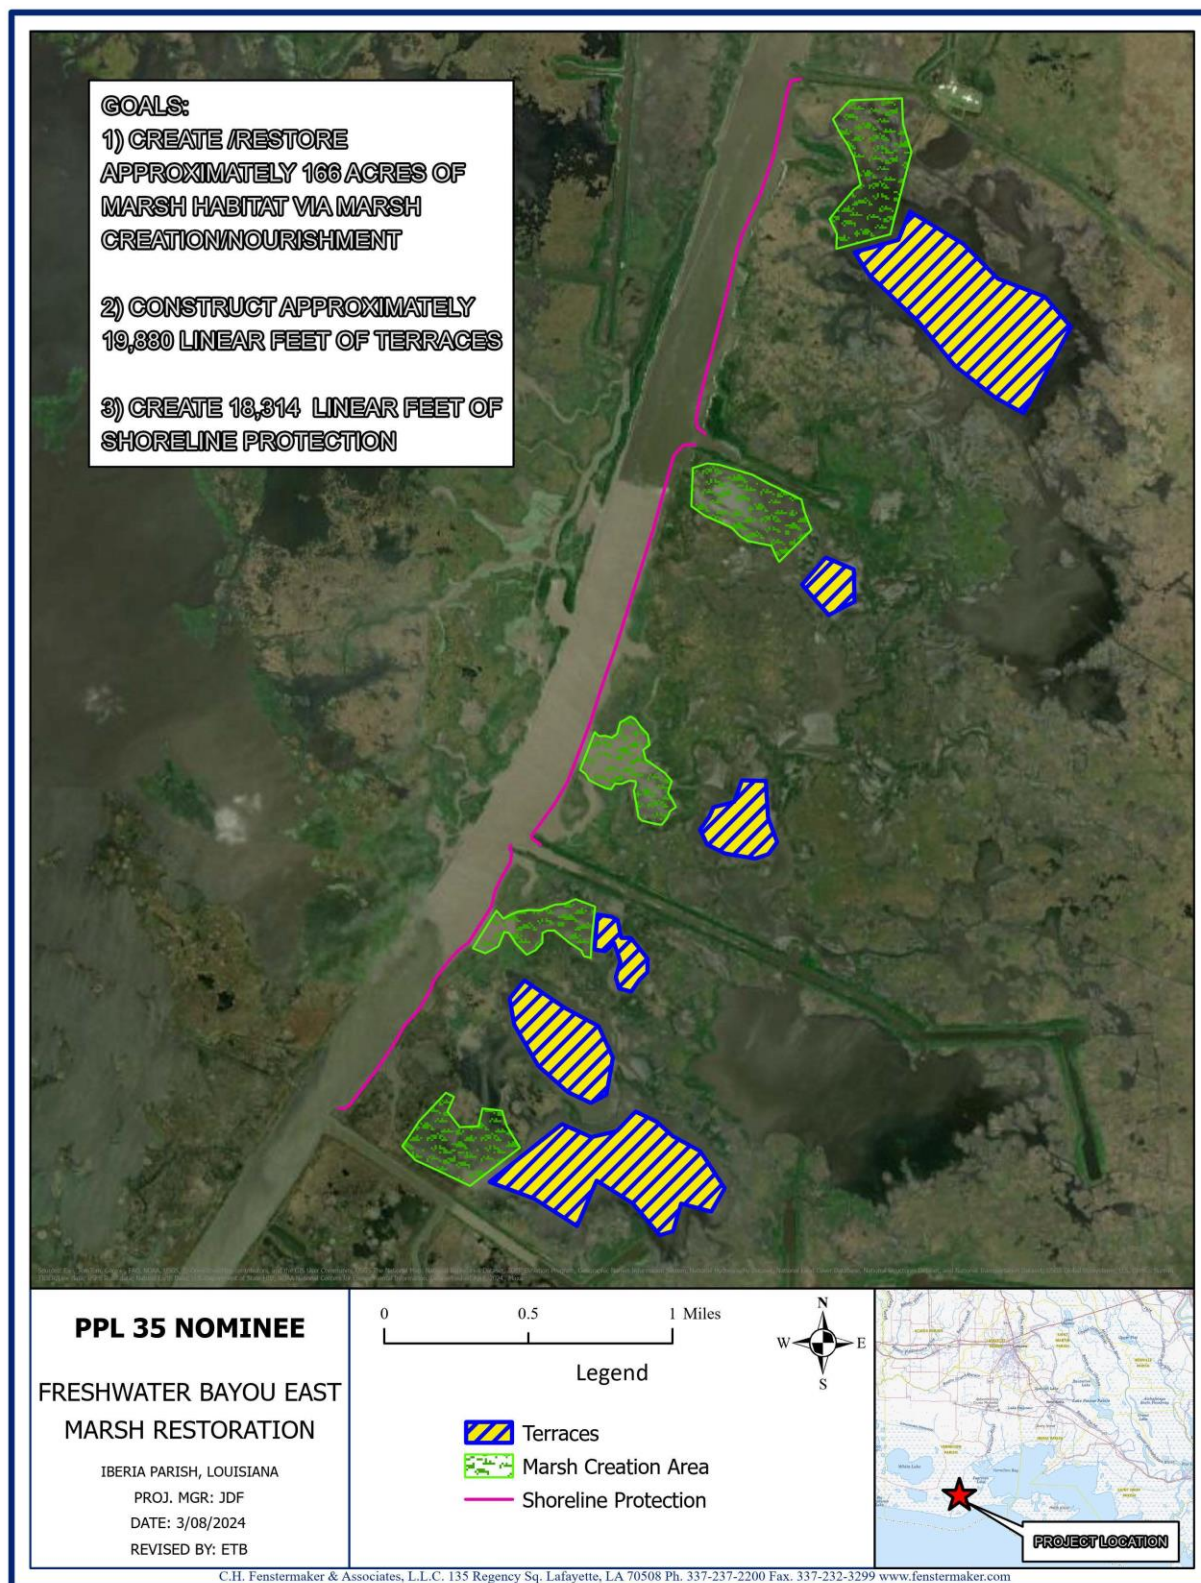 GOALS:
1) CREATE /RESTORE
APPROXIMATELY 166 ACRES OF
MARSH HABITAT VIA MARSH
CREATION/NOURISHMENT
2) CONSTRUCT APPROXIMATELY
19,880 LINEAR FEET OF TERRACES
3) CREATE 18,314 LINEAR FEET OF
SHORELINE PROTECTION
PPL 35 NOMINEE
FRESHWATER BAYOU EAST
MARSH RESTORATION
IBERIA PARISH, LOUISIANA
PROJ. MGR: JDF
DATE: 3/08/2024
REVISED BY: ETB
0 0.5 1 Miles
N
W E
S
Legend
Terraces
Marsh Creation Area
Shoreline Protection
PROJECT LOCATION
C.H. Fenstermaker & Associates, L.L.C. 135 Regency Sq. Lafayette, LA 70508 Ph. 337-237-2200 Fax. 337-232-3299 www.fenstermaker.com